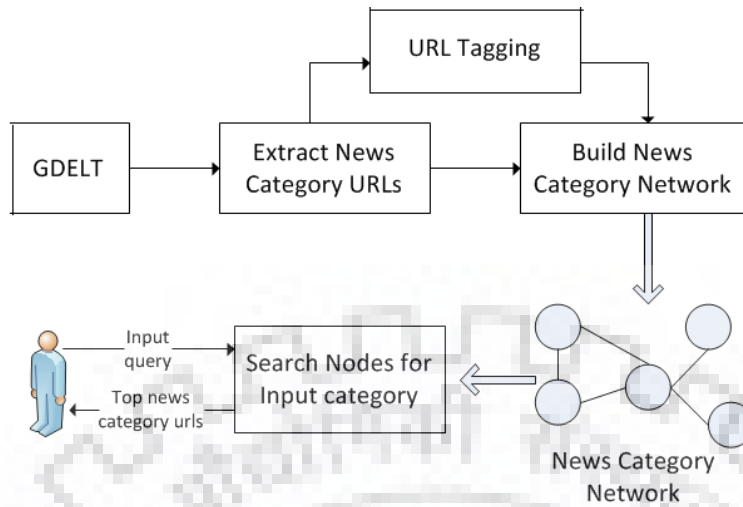 URL Tagging
GDELT
Extract News
Category URLs
Build News
Category Network
Input
query
Top news
category urls
Search Nodes for
Input category
News Category
Network